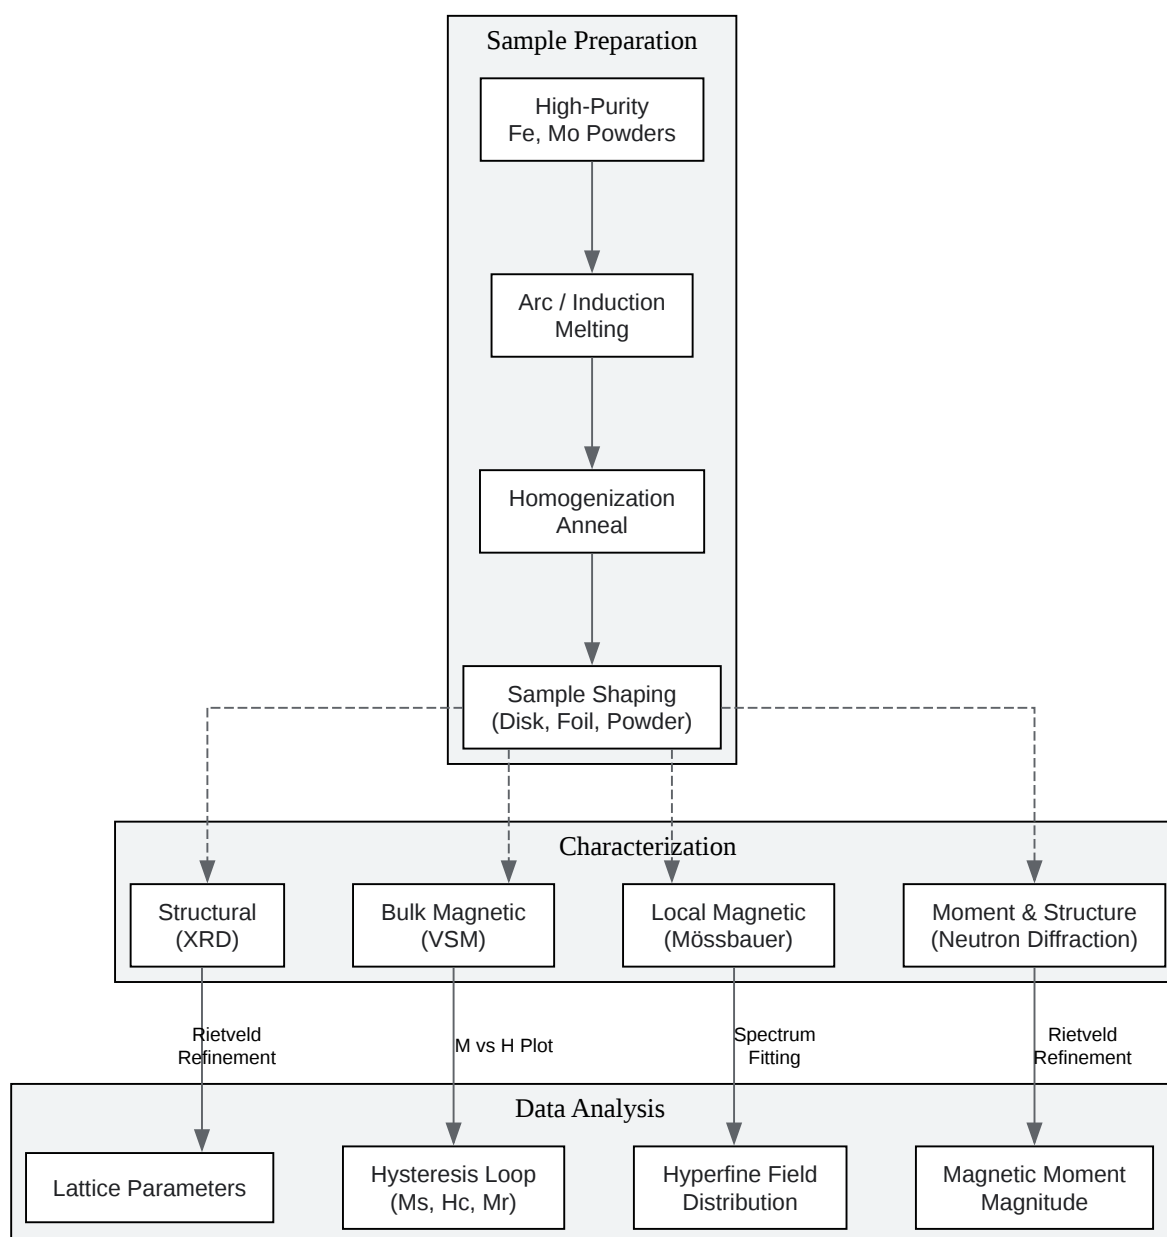 Sample Preparation
High-Purity
Fe, Mo Powders
Arc / Induction
Melting
Homogenization
Anneal
Sample Shaping
(Disk, Foil, Powder)
Characterization
Structural
(XRD)
Bulk Magnetic
(VSM)
Local Magnetic
(Mössbauer)
Moment & Structure
(Neutron Diffraction)
Rietveld
Refinement
M vs H Plot
Spectrum
Fitting
Rietveld
Refinement
Data Analysis
Lattice Parameters
Hysteresis Loop
(Ms, Hc, Mr)
Hyperfine Field
Distribution
Magnetic Moment
Magnitude